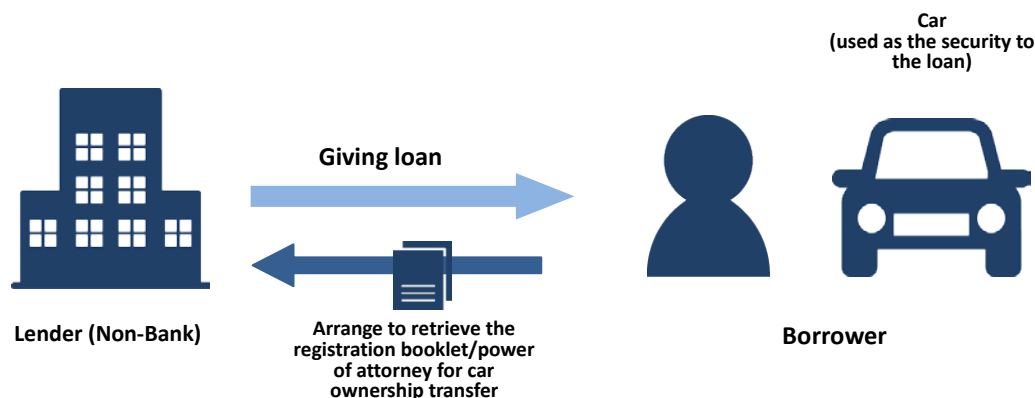 Car
(used as the security to
the loan)
Giving loan
Lender (Non-Bank)
Arrange to retrieve the
registration booklet/power
of attorney for car
ownership transfer
Borrower